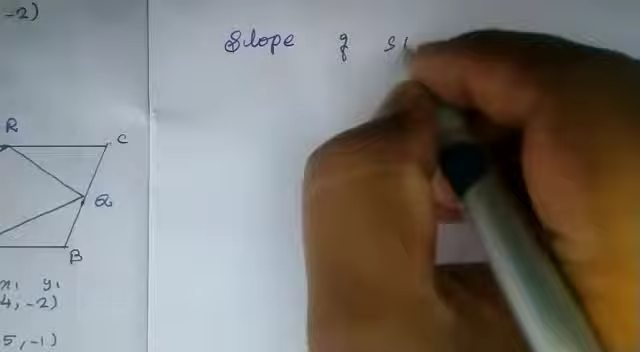 -2)
Slope of s
R
C
Q
B
x₁ y₁
4, -2)
5, -1)